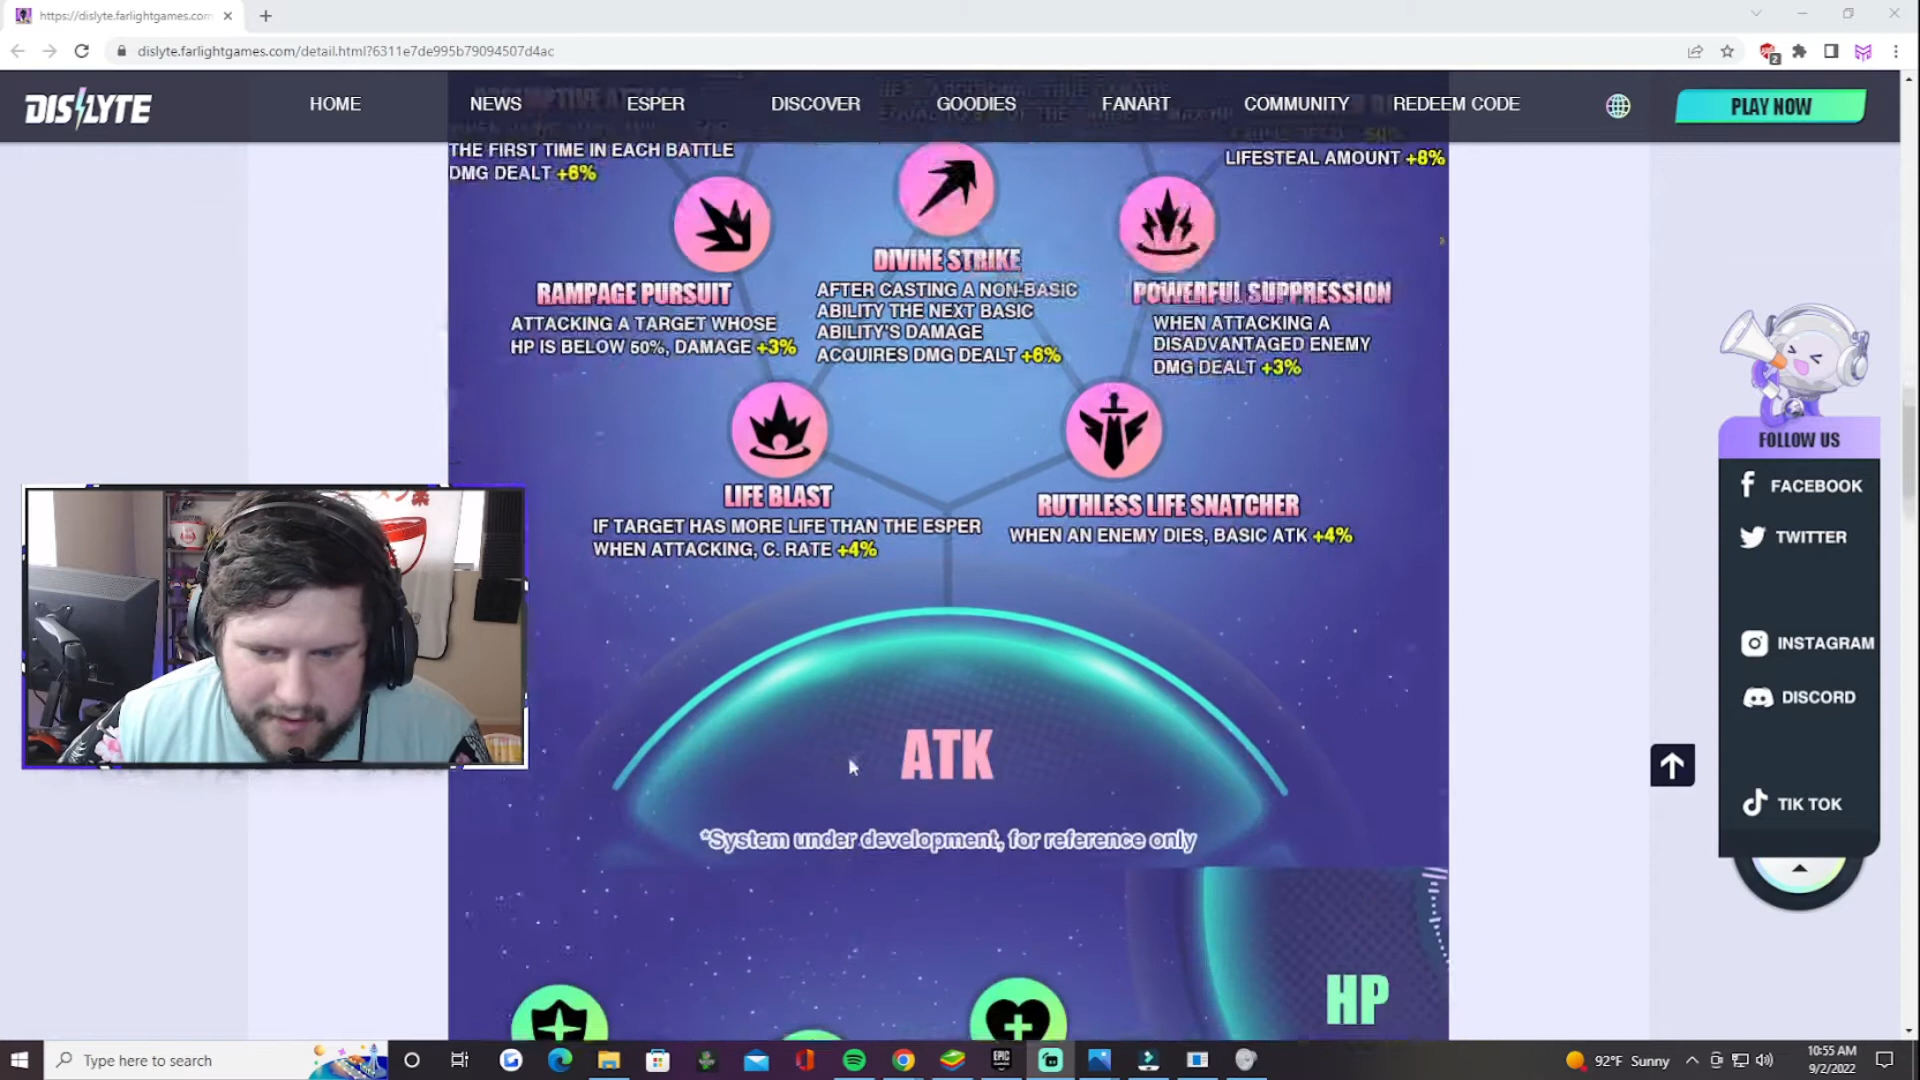 https://dislyte.farlightgames.com
dislyte.farlightgames.com/detail.html?6311e7de995b79094507d4ac
2
DISLYTE
HOME
NEWS
ESPER
DISCOVER
GOODIES
FANART
COMMUNITY
REDEEM CODE
PLAY NOW
THE FIRST TIME IN EACH BATTLE
DMG DEALT +6%
LIFESTEAL AMOUNT +8%
RAMPAGE PURSUIT
ATTACKING A TARGET WHOSE
HP IS BELOW 50%, DAMAGE +3%
DIVINE STRIKE
AFTER CASTING A NON-BASIC
ABILITY THE NEXT BASIC
ABILITY'S DAMAGE
ACQUIRES DMG DEALT +6%
POWERFUL SUPPRESSION
WHEN ATTACKING A
DISADVANTAGED ENEMY
DMG DEALT +3%
LIFE BLAST
IF TARGET HAS MORE LIFE THAN THE ESPER
WHEN ATTACKING, C. RATE +4%
RUTHLESS LIFE SNATCHER
WHEN AN ENEMY DIES, BASIC ATK +4%
ATK
*System under development, for reference only
HP
FOLLOW US
FACEBOOK
TWITTER
INSTAGRAM
DISCORD
TIK TOK
Type here to search
EPIC
92°F Sunny
10:55 AM
9/2/2022